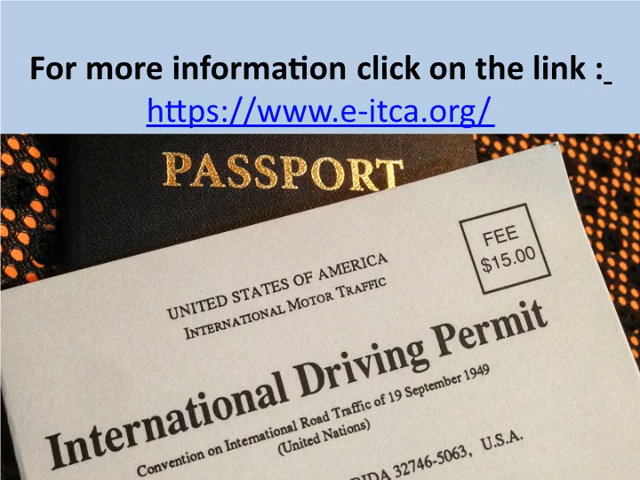 For more information click on the link :
https://www.e-itca.org/
PASSPORT
FEE
$15.00
UNITED STATES OF AMERICA
INTERNATIONAL MOTOR TRAFFIC
International Driving Permit
Convention on International Road Traffic of 19 September 1949
(United Nations)
RIDA 32746-5063, U.S.A.